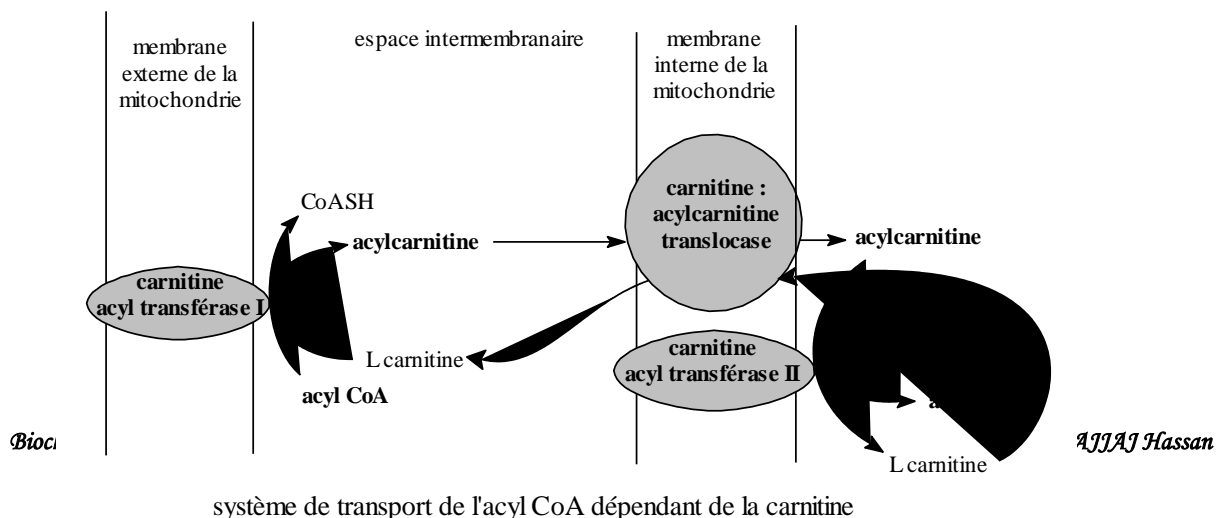 membrane
externe de la
mitochondrie
espace intermembranaire
membrane
interne de la
mitochondrie
CoASH
acylcarnitine
carnitine
acyl transférase I
L carnitine
acyl CoA
carnitine :
acylcarnitine
translocase
acylcarnitine
carnitine
acyl transférase II
L carnitine
Hassan
système de transport de l'acyl CoA dépendant de la carnitine